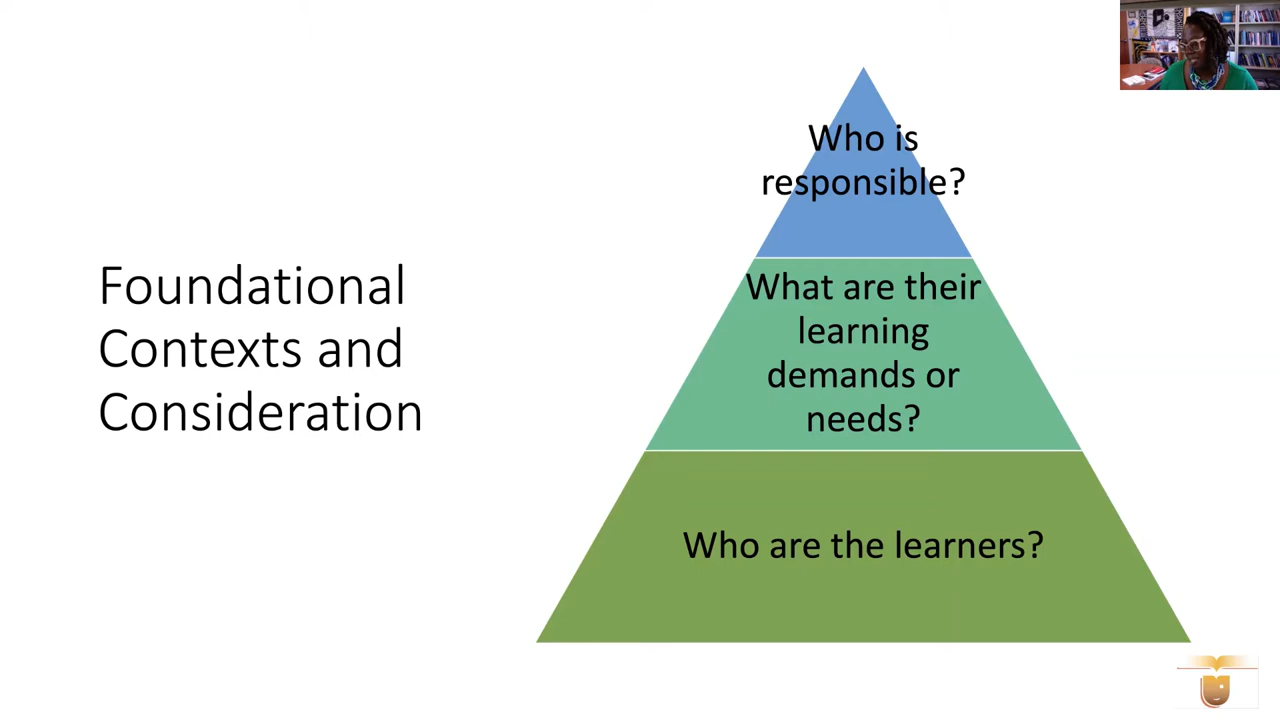 Foundational
Contexts and
Consideration
Who is
responsible?
What are their
learning
demands or
needs?
Who are the learners?